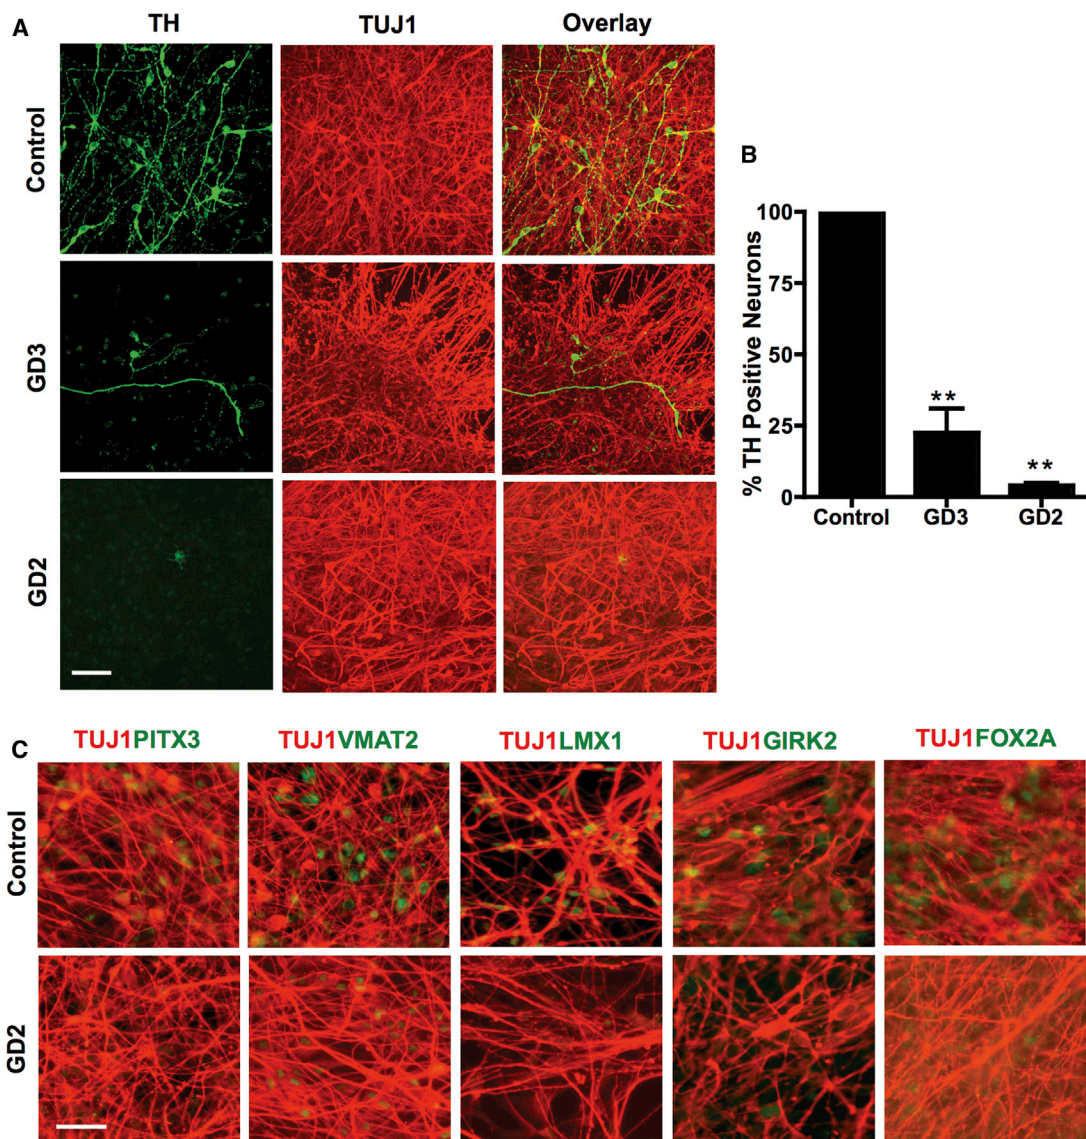 A
TH
TUJ1
Overlay
Control
GD3
GD2
B
% TH Positive Neurons
100
75
50
25
0
**
**
Control
GD3
GD2
C
TUJ1PITX3
TUJ1VMAT2
TUJ1LMX1
TUJ1GIRK2
TUJ1FOX2A
Control
GD2